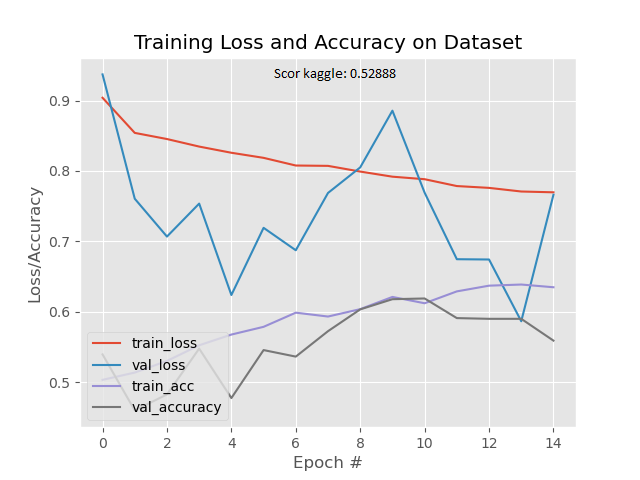 Training Loss and Accuracy on Dataset
Scor kaggle: 0.52888
Loss/Accuracy
0.9
0.8
0.7
0.6
0.5
train_loss
val_loss
train_acc
val_accuracy
0 2 4 6 8 10 12 14
Epoch #